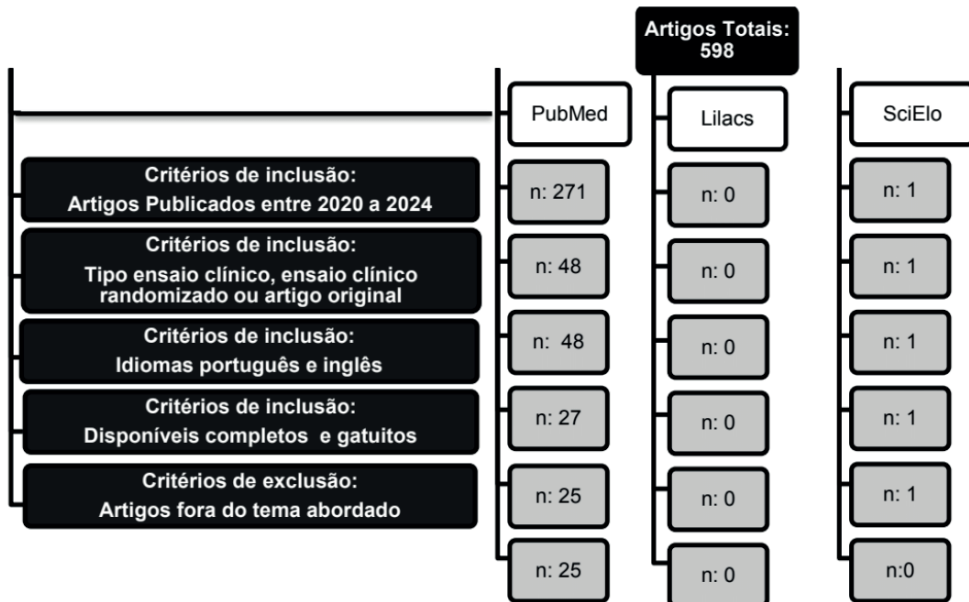 Artigos Totais:
598
PubMed
Lilacs
SciElo
Critérios de inclusão:
Artigos Publicados entre 2020 a 2024
n: 271
n: 0
n: 1
Critérios de inclusão:
Tipo ensaio clínico, ensaio clínico
randomizado ou artigo original
n: 48
n: 0
n: 1
Critérios de inclusão:
Idiomas português e inglês
n: 48
n: 0
n: 1
Critérios de inclusão:
Disponíveis completos e gatuitos
n: 27
n: 0
n: 1
Critérios de exclusão:
Artigos fora do tema abordado
n: 25
n: 0
n: 1
n: 25
n: 0
n:0